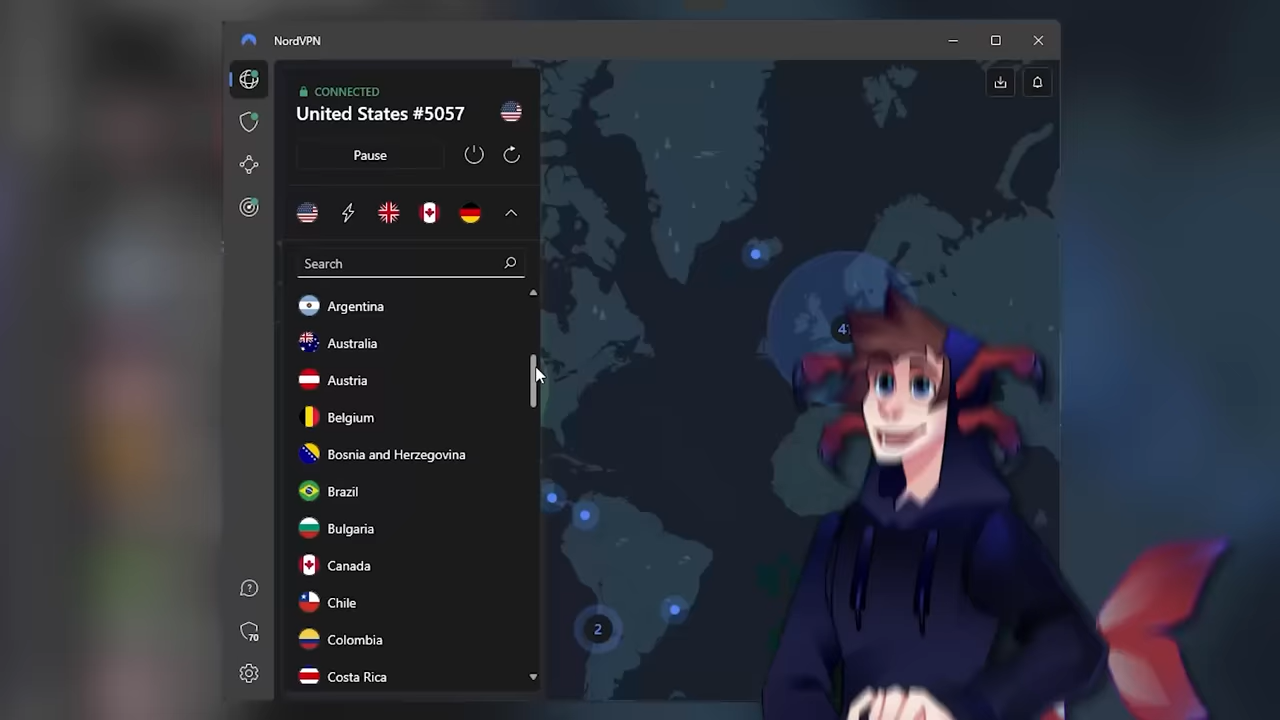 NordVPN
CONNECTED
United States #5057
Pause
Search
Argentina
Australia
Austria
Belgium
Bosnia and Herzegovina
Brazil
Bulgaria
Canada
Chile
Colombia
Costa Rica
70
2